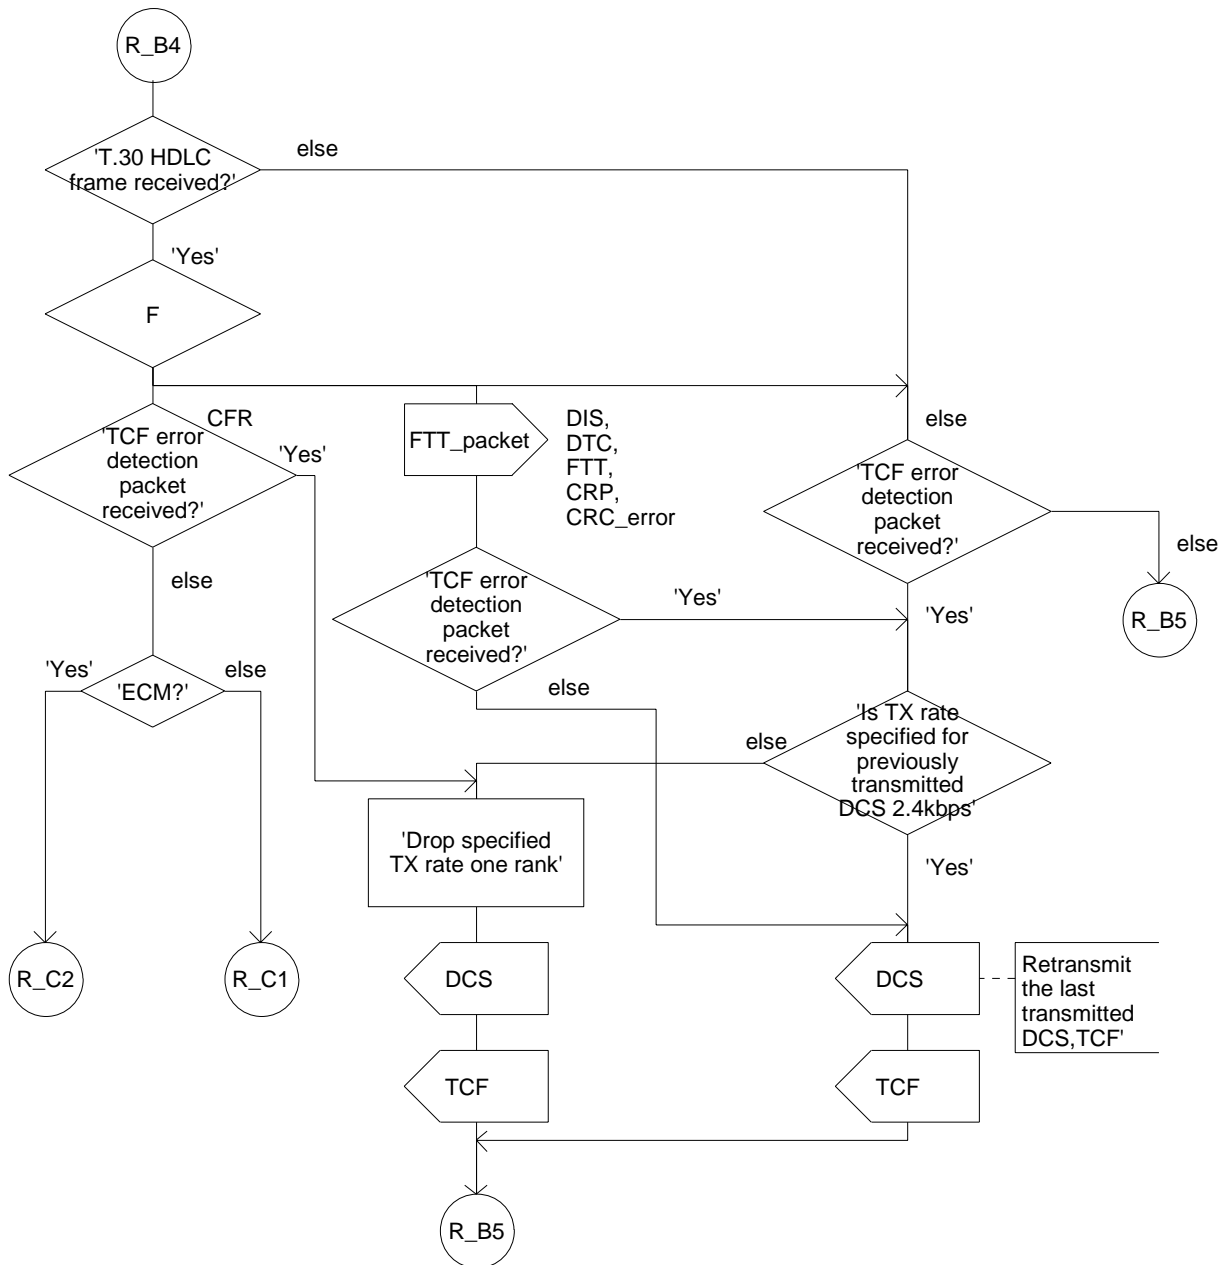 R_B4
'T.30 HDLC
frame received?'
else
'Yes'
F
CFR
'TCF error
detection
packet
received?'
'Yes'
FTT_packet
DIS,
DTC,
FTT,
CRP,
CRC_error
else
'TCF error
detection
packet
received?'
else
R_B5
else
'TCF error
detection
packet
received?'
'Yes'
'Yes'
'Yes'
'ECM?'
else
else
else
'Is TX rate
specified for
previously
transmitted
DCS 2.4kbps'
'Drop specified
TX rate one rank'
'Yes'
R_C2
R_C1
DCS
DCS
Retransmit
the last
transmitted
DCS,TCF'
TCF
TCF
R_B5